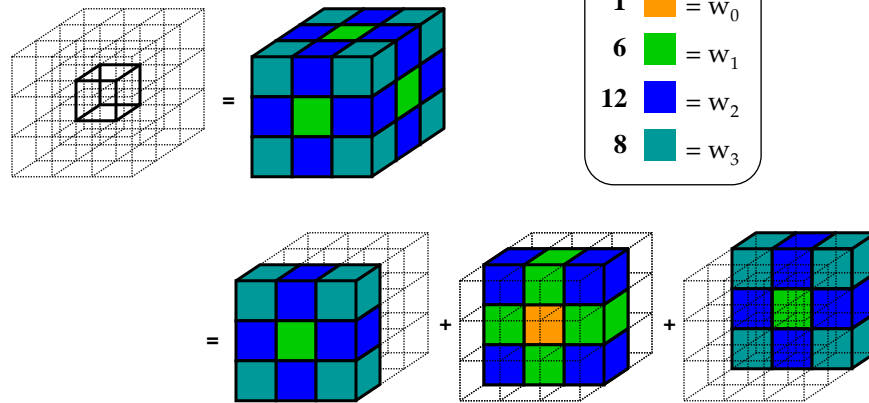 1 = w₀
6 = w₁
= 
12 = w₂
8 = w₃
= + +